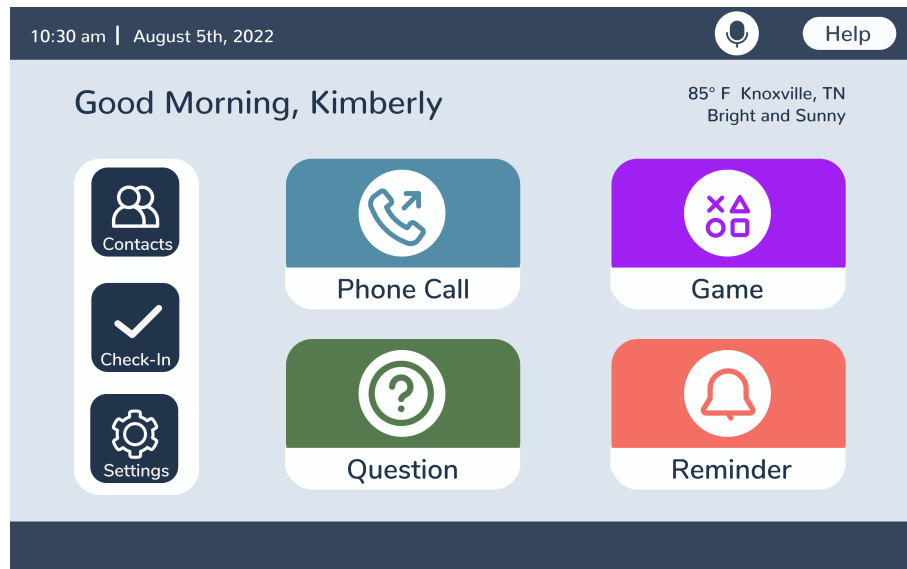 10:30 am | August 5th, 2022
Help
Good Morning, Kimberly
85° F Knoxville, TN
Bright and Sunny
Contacts
Phone Call
Game
Check-In
Question
Reminder
Settings